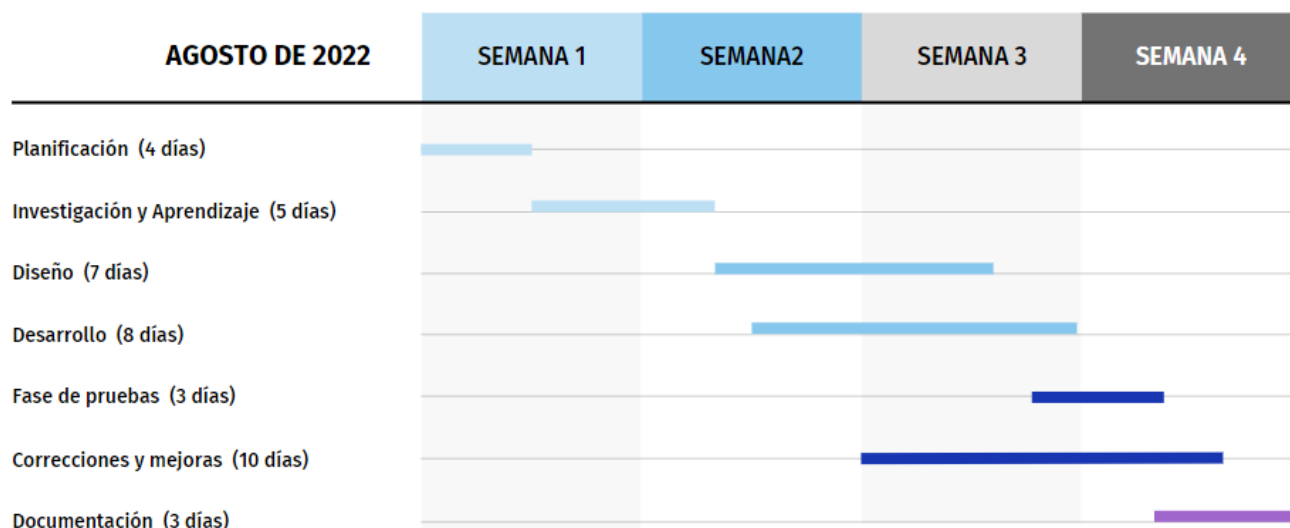 AGOSTO DE 2022 SEMANA 1 SEMANA2 SEMANA 3 SEMANA 4
Planificación (4 días)
Investigación y Aprendizaje (5 días)
Diseño (7 días)
Desarrollo (8 días)
Fase de pruebas (3 días)
Correcciones y mejoras (10 días)
Documentación (3 días)